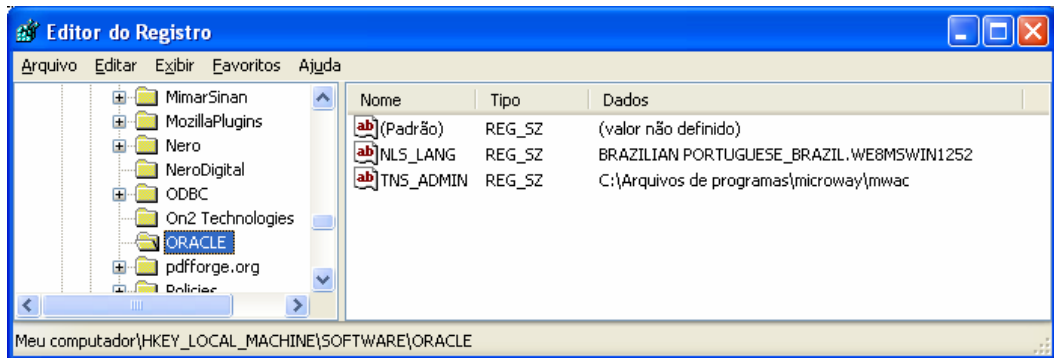 Editor do Registro
Arquivo Editar Exibir Favoritos Ajuda
MimarSinan
MozillaPlugins
Nero
NeroDigital
ODBC
On2 Technologies
ORACLE
pdfforge.org
Policies
Nome Tipo Dados
(Padrão) REG_SZ (valor não definido)
NLS_LANG REG_SZ BRAZILIAN PORTUGUESE_BRAZIL.WE8MSWIN1252
TNS_ADMIN REG_SZ C:\Arquivos de programas\microway\mwac
Meu computador\HKEY_LOCAL_MACHINE\SOFTWARE\ORACLE